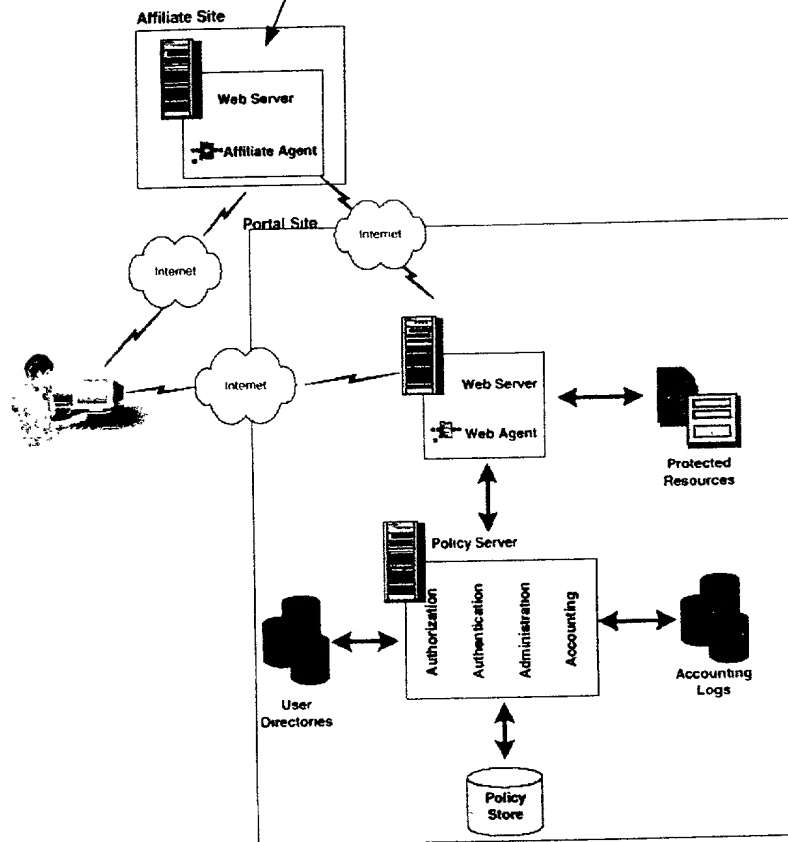 Affiliate Site
Web Server
Affiliate Agent
Portal Site
Internet
Internet
Internet
Web Server
Web Agent
Protected
Resources
Policy Server
Authorization
Authentication
Administration
Accounting
User
Directories
Accounting
Logs
Policy
Store